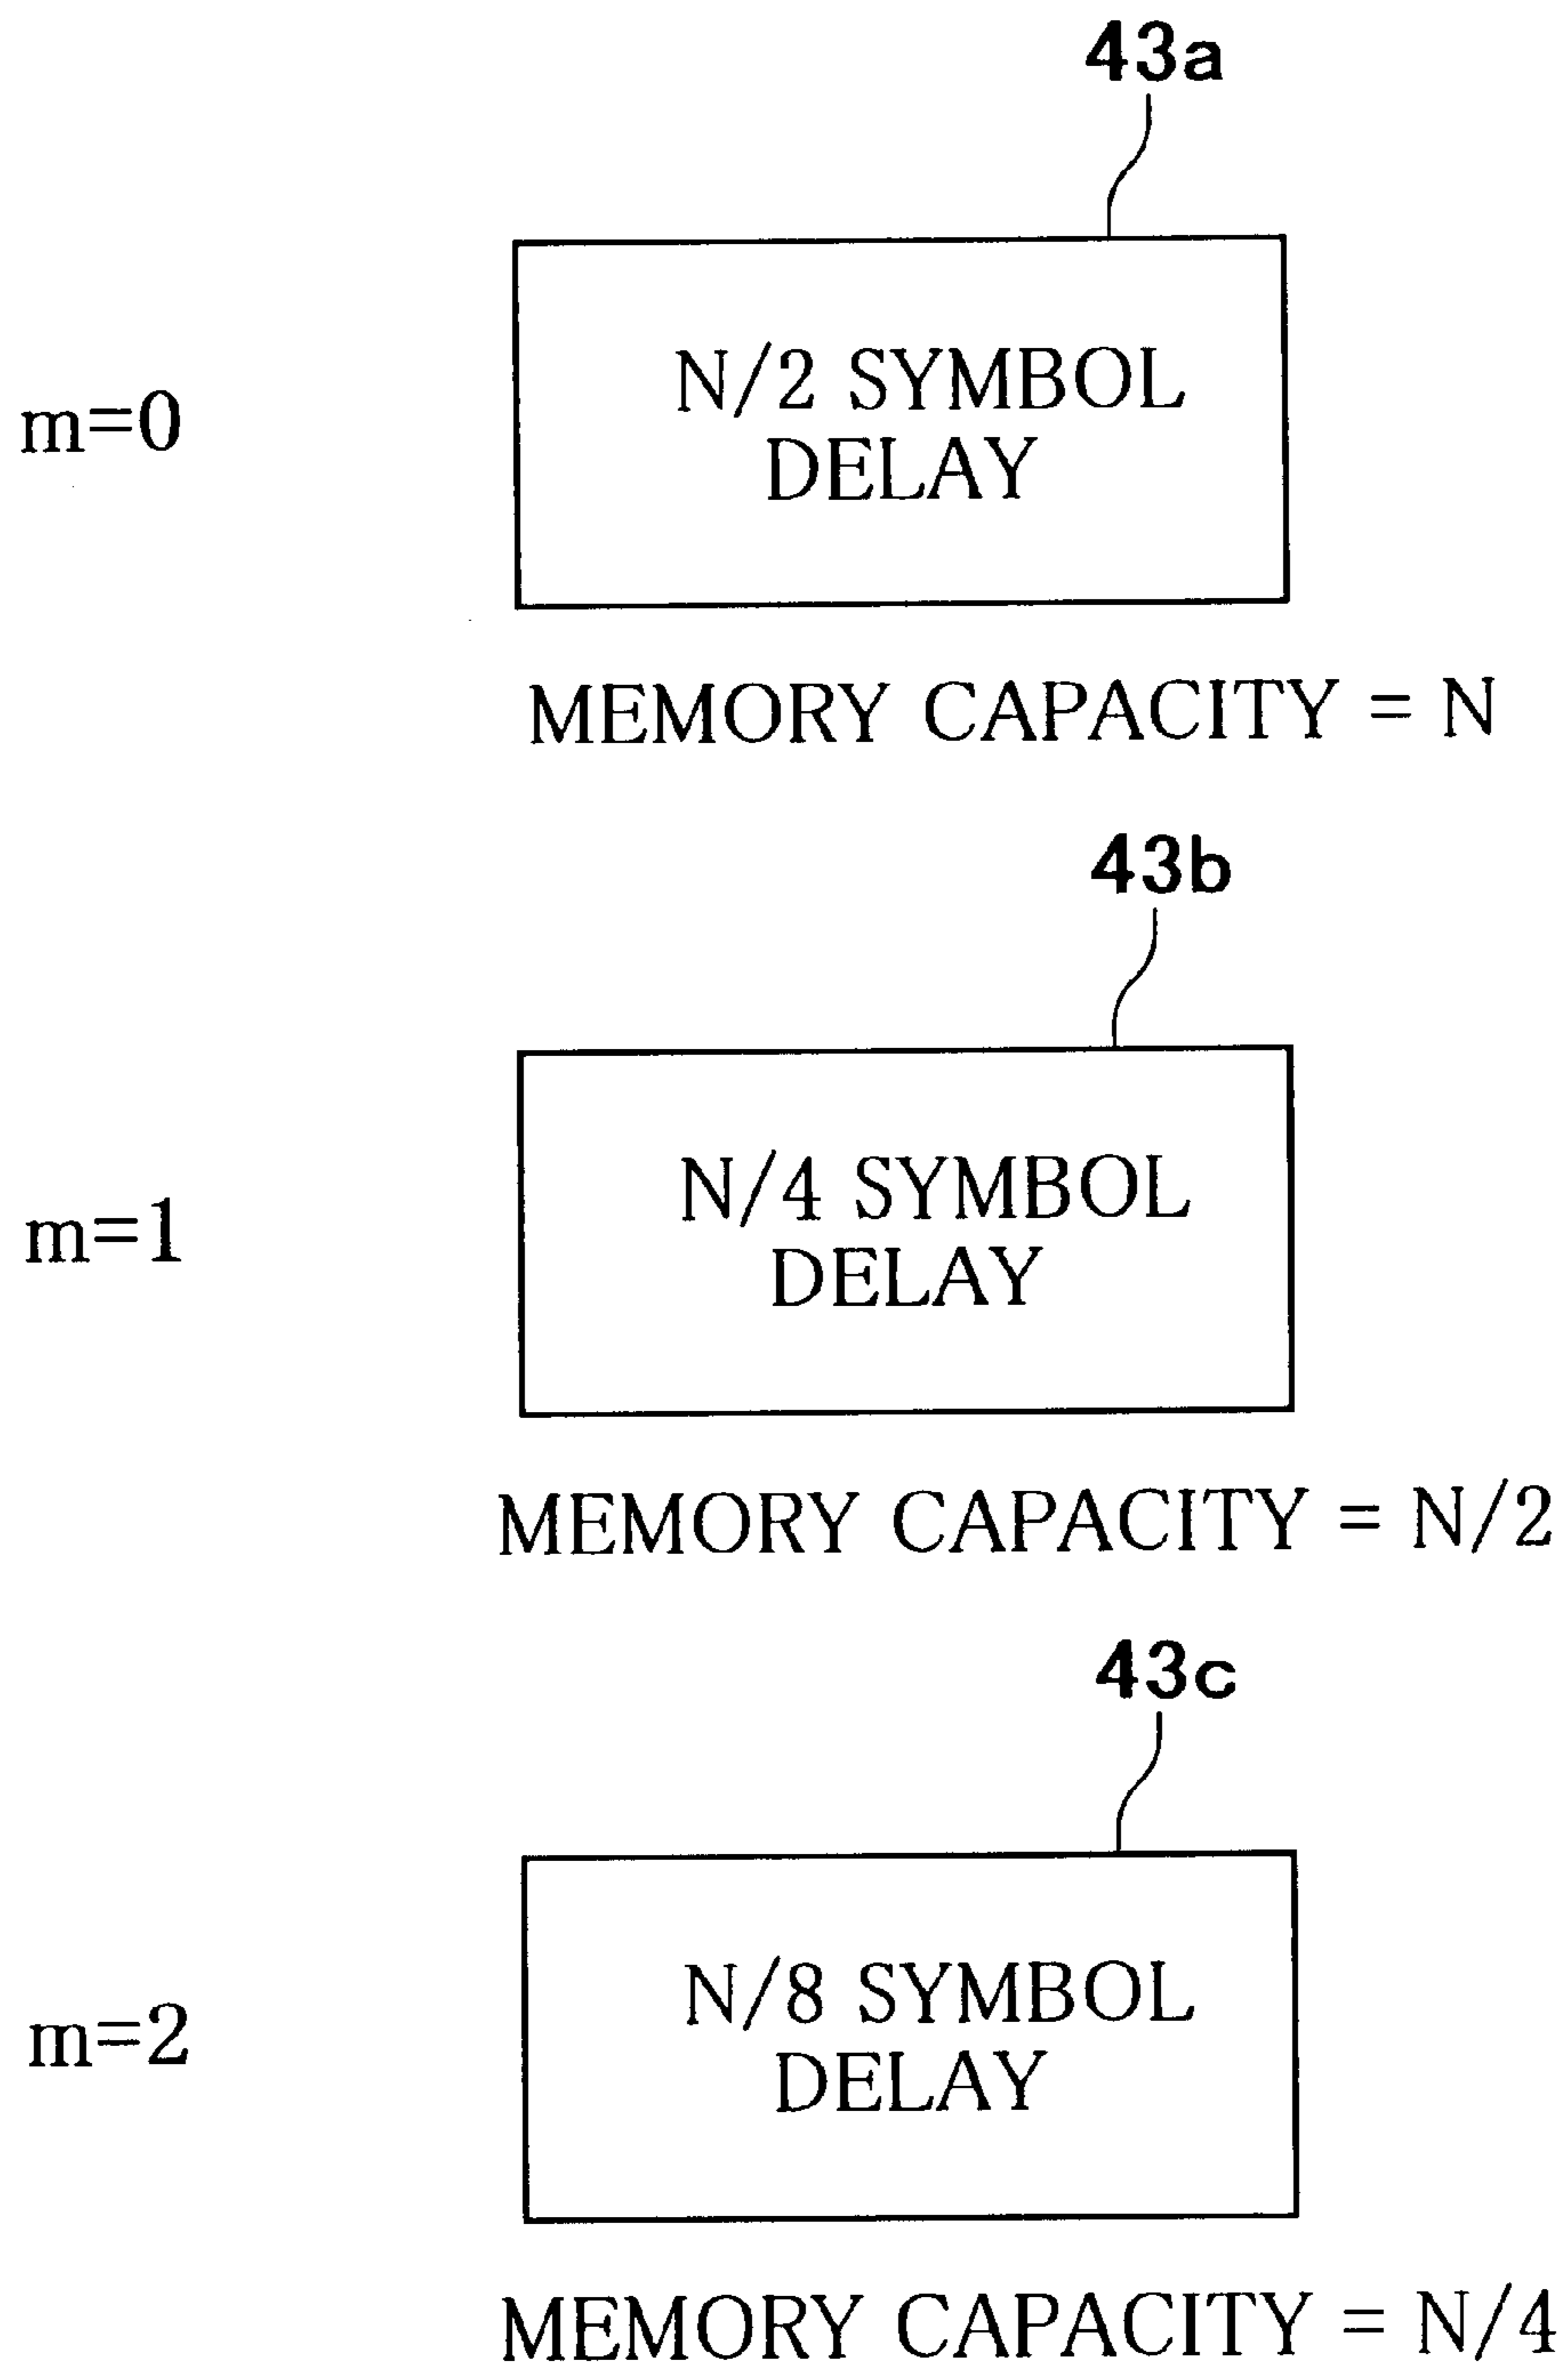 43a
m=0
N/2 SYMBOL
DELAY
MEMORY CAPACITY = N
43b
m=1
N/4 SYMBOL
DELAY
MEMORY CAPACITY = N/2
43c
m=2
N/8 SYMBOL
DELAY
MEMORY CAPACITY = N/4